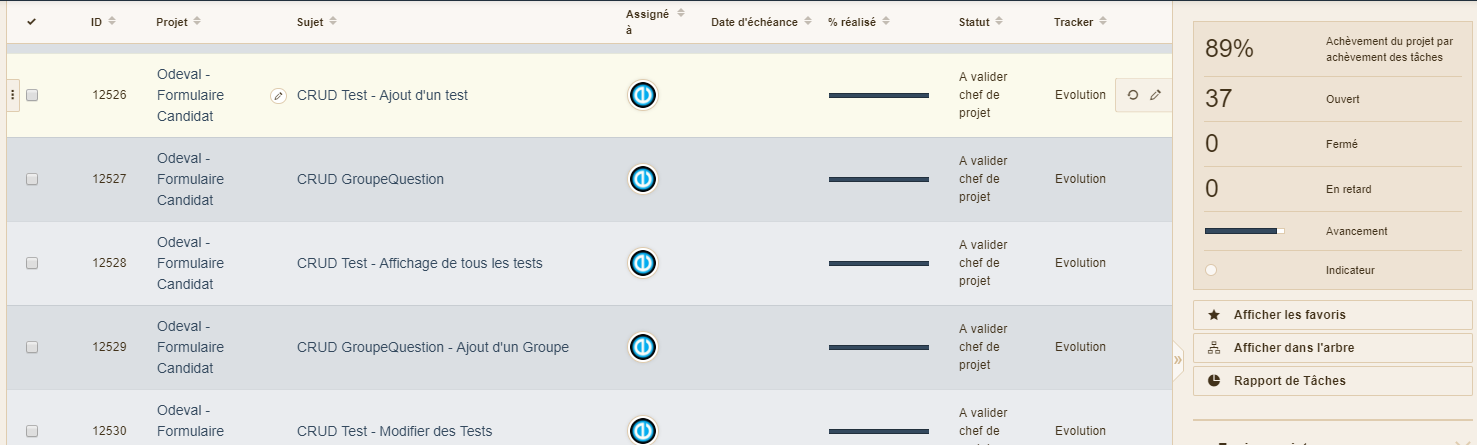 ID Projet Sujet Assigné à Date d'échéance % réalisé Statut Tracker
12526 Odeval - Formulaire Candidat CRUD Test - Ajout d'un test A valider chef de projet Evolution
12527 Odeval - Formulaire Candidat CRUD GroupeQuestion A valider chef de projet Evolution
12528 Odeval - Formulaire Candidat CRUD Test - Affichage de tous les tests A valider chef de projet Evolution
12529 Odeval - Formulaire Candidat CRUD GroupeQuestion - Ajout d'un Groupe A valider chef de projet Evolution
12530 Odeval - Formulaire CRUD Test - Modifier des Tests A valider chef de Evolution
89% Achèvement du projet par achèvement des tâches
37 Ouvert
0 Fermé
0 En retard
Avancement
Indicateur
Afficher les favoris
Afficher dans l'arbre
Rapport de Tâches